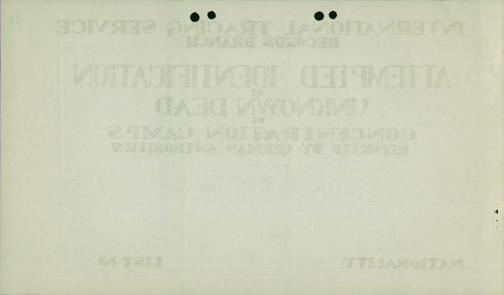 INTERNATIONAL TRACING SERVICE
RECORDS BRANCH
ATTEMPTED IDENTIFICATION
OF
UNKNOWN DEAD
OF
CONCENTRATION CAMPS
REPORTED BY GERMAN AUTHORITIES
NATIONALITY
LIST №